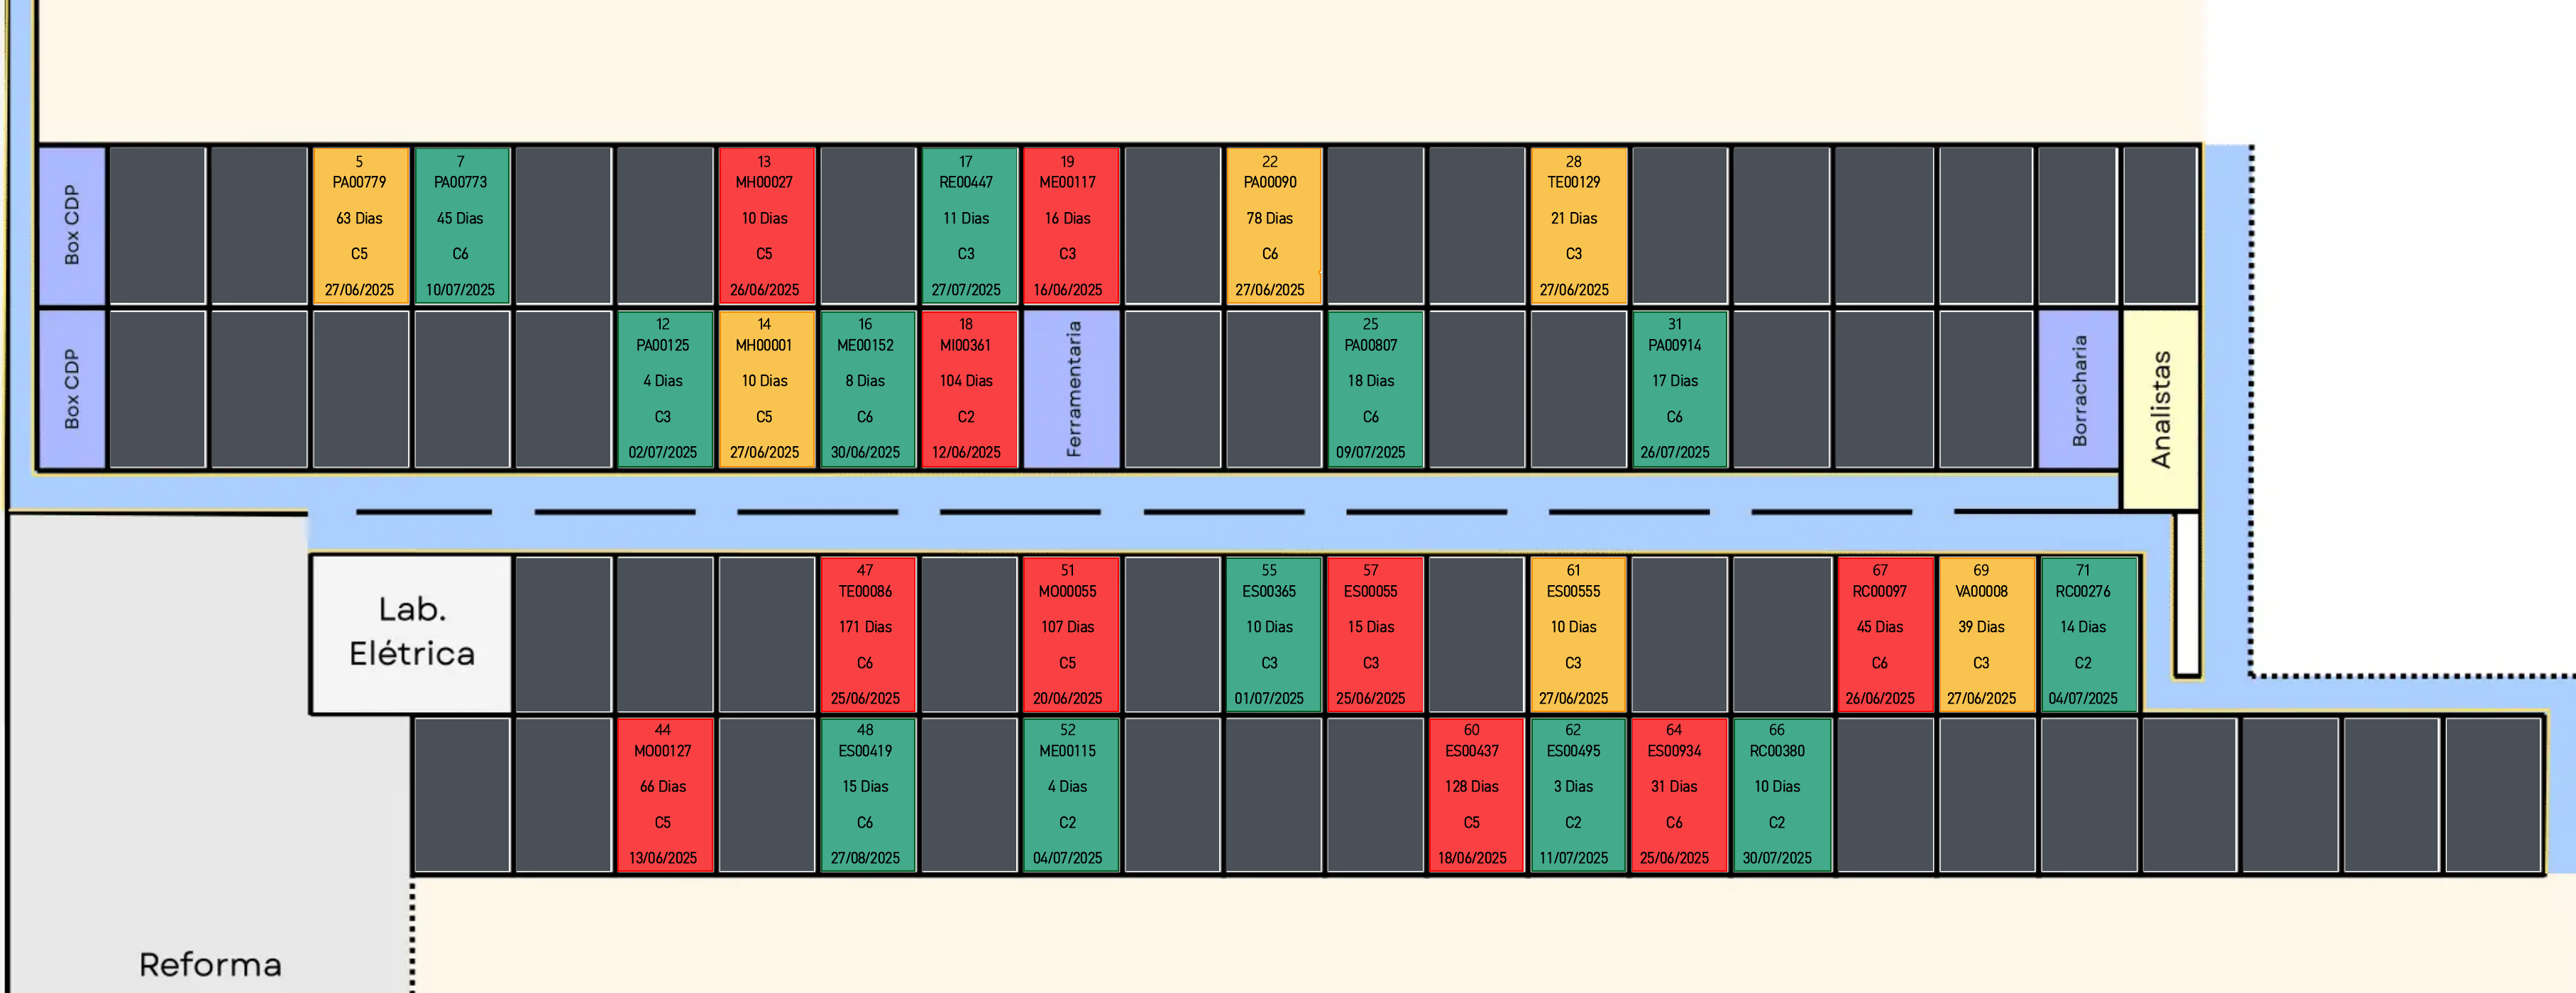 Box CDP
5
PA00779
63 Dias
C5
27/06/2025
7
PA00773
45 Dias
C6
10/07/2025
13
MH00027
10 Dias
C5
26/06/2025
17
RE00447
11 Dias
C3
27/07/2025
19
ME00117
16 Dias
C3
16/06/2025
22
PA00090
78 Dias
C6
27/06/2025
28
TE00129
21 Dias
C3
27/06/2025
Box CDP
12
PA00125
4 Dias
C3
02/07/2025
14
MH00001
10 Dias
C5
27/06/2025
16
ME00152
8 Dias
C6
30/06/2025
18
MI00361
104 Dias
C2
12/06/2025
Ferramentaria
25
PA00807
18 Dias
C6
09/07/2025
31
PA00914
17 Dias
C6
26/07/2025
Borracharia
Analistas
Lab.
Elétrica
47
TE00086
171 Dias
C6
25/06/2025
51
MO00055
107 Dias
C5
20/06/2025
55
ES00365
10 Dias
C3
01/07/2025
57
ES00055
15 Dias
C3
25/06/2025
61
ES00555
10 Dias
C3
27/06/2025
67
RC00097
45 Dias
C6
26/06/2025
69
VA00008
39 Dias
C3
27/06/2025
71
RC00276
14 Dias
C2
04/07/2025
44
MO00127
66 Dias
C5
13/06/2025
48
ES00419
15 Dias
C6
27/08/2025
52
ME00115
4 Dias
C2
04/07/2025
60
ES00437
128 Dias
C5
18/06/2025
62
ES00495
3 Dias
C2
11/07/2025
64
ES00934
31 Dias
C6
25/06/2025
66
RC00380
10 Dias
C2
30/07/2025
Reforma